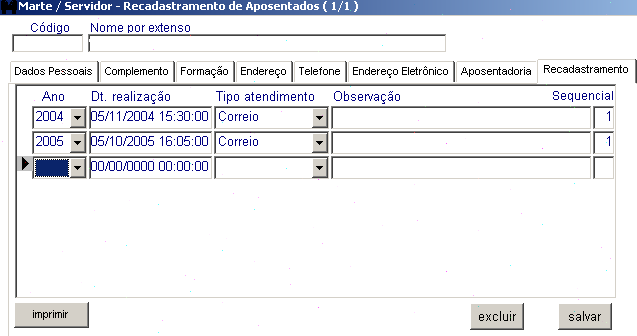 Marte / Servidor - Recadastramento de Aposentados ( 1/1 )
Código Nome por extenso
Dados Pessoais Complemento Formação Endereço Telefone Endereço Eletrônico Aposentadoria Recadastramento
Ano Dt. realização Tipo atendimento Observação Sequencial
2004 05/11/2004 15:30:00 Correio 1
2005 05/10/2005 16:05:00 Correio 1
00/00/0000 00:00:00
imprimir excluir salvar